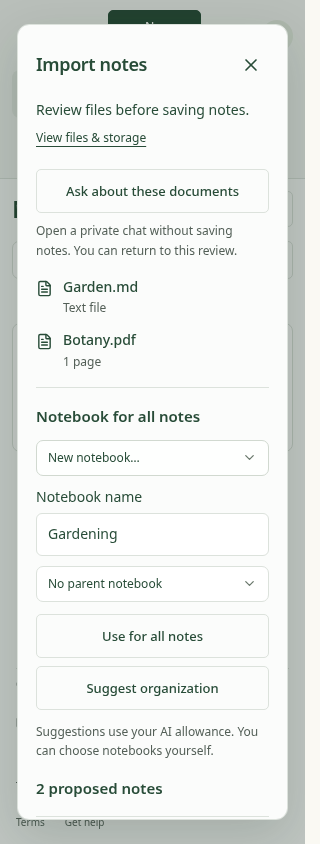 Import notes
Review files before saving notes.
View files & storage
Ask about these documents
Open a private chat without saving
notes. You can return to this review.
Garden.md
Text file
Botany.pdf
1 page
Notebook for all notes
New notebook...
Notebook name
Gardening
No parent notebook
Use for all notes
Suggest organization
Suggestions use your AI allowance. You
can choose notebooks yourself.
2 proposed notes
Terms Get help